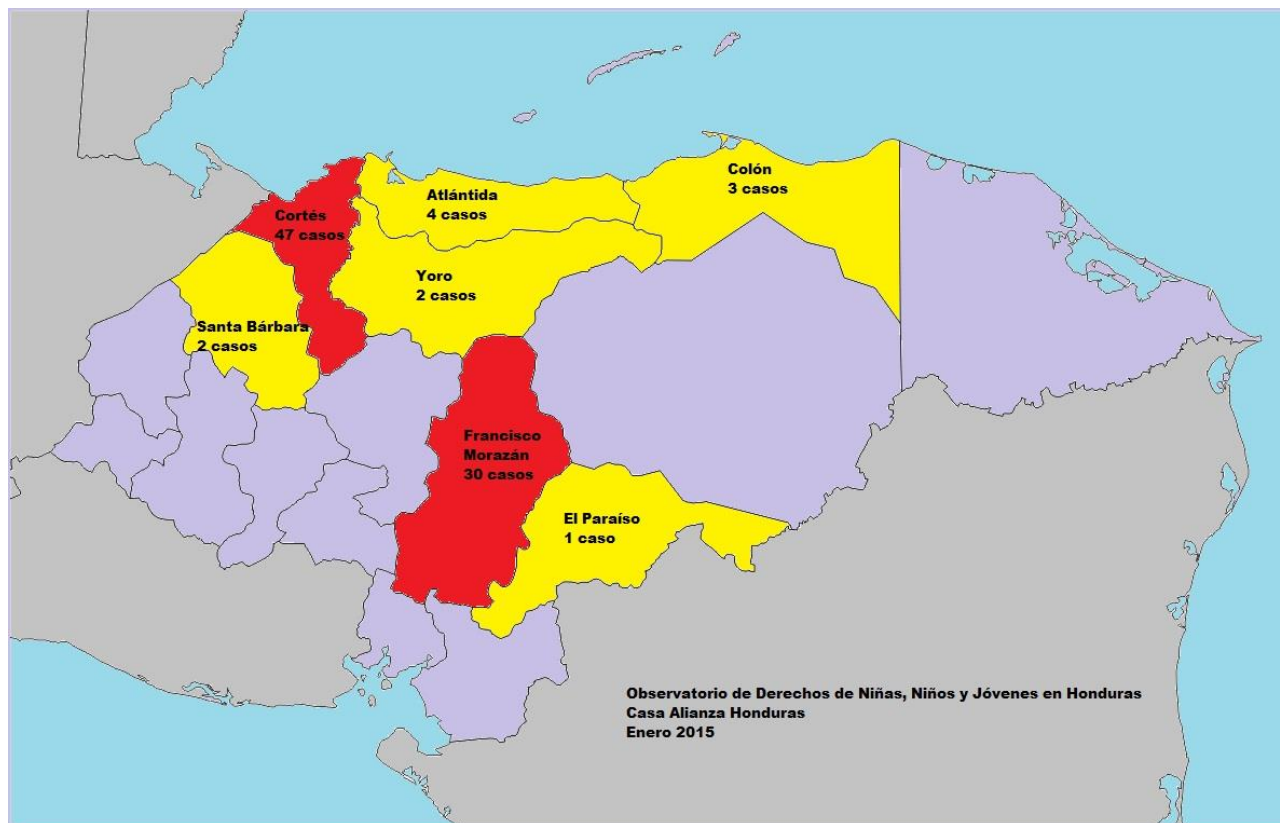 Colón
3 casos
Atlántida
4 casos
Cortés
47 casos
Yoro
2 casos
Santa Bárbara
2 casos
Francisco
Morazán
30 casos
El Paraíso
1 caso
Observatorio de Derechos de Niñas, Niños y Jóvenes en Honduras
Casa Alianza Honduras
Enero 2015